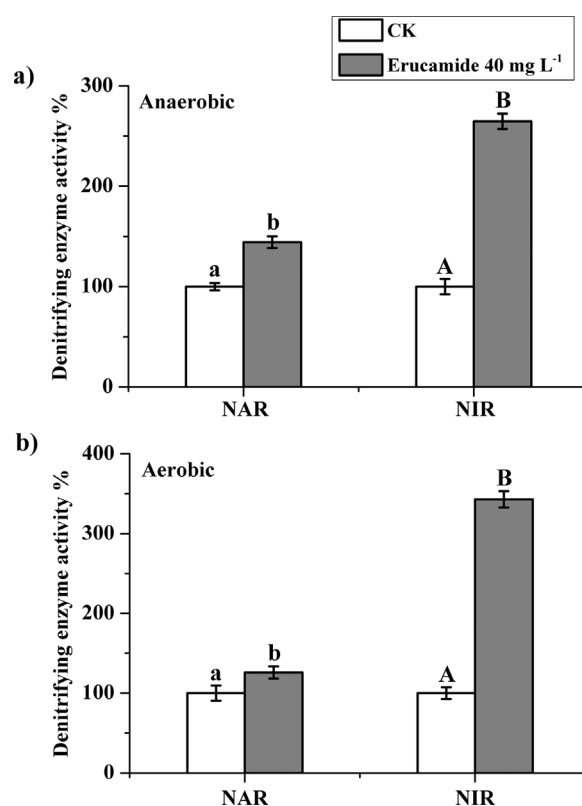 CK
Erucamide 40 mg L⁻¹
a)
Anaerobic
Denitrifying enzyme activity %
300
200
100
0
a
b
A
B
NAR
NIR
b)
Aerobic
Denitrifying enzyme activity %
400
300
200
100
0
a
b
A
B
NAR
NIR